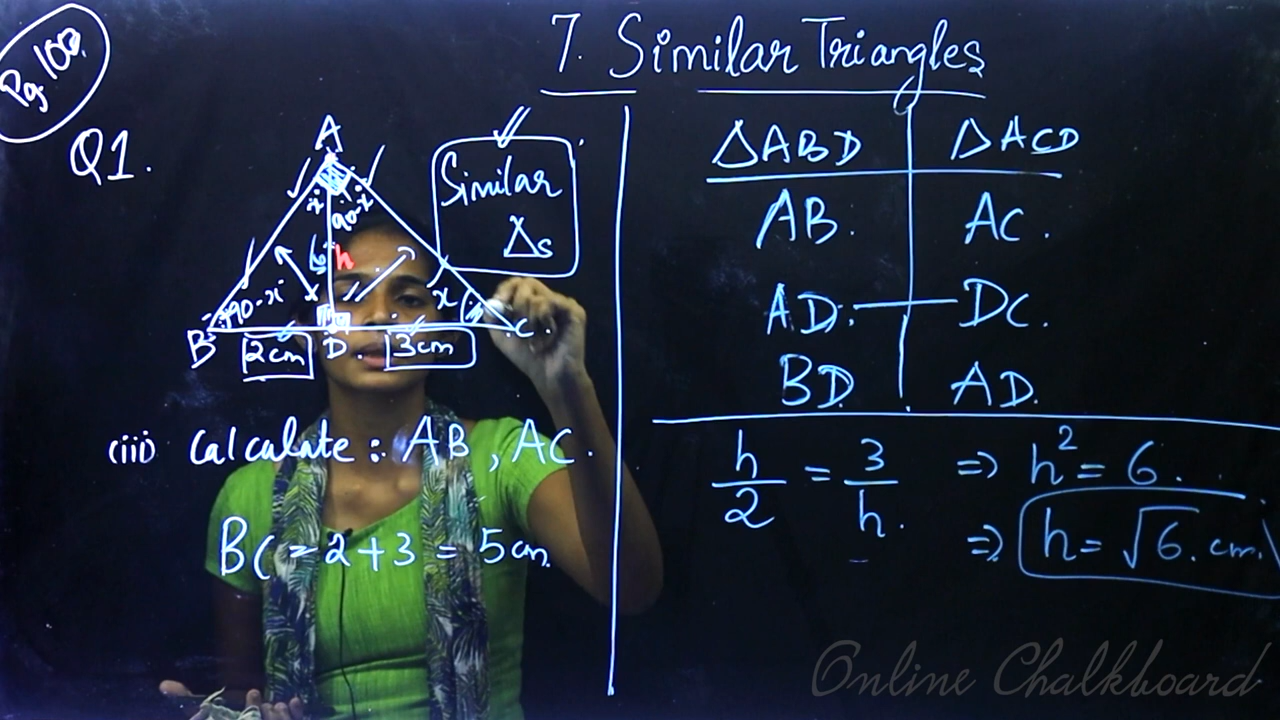 Pg 100.
7. Similar Triangles
Q1.
A
Similar
Δs
x 90-x
√6 h
90-x x
B D. C.
2cm 3cm
(iii) Calculate: AB, AC.
BC = 2 + 3 = 5cm.
ΔABD ΔACD
AB. AC.
AD. DC.
BD AD.
h/2 = 3/h. => h² = 6.
=> h = √6. cm.
Online Chalkboard